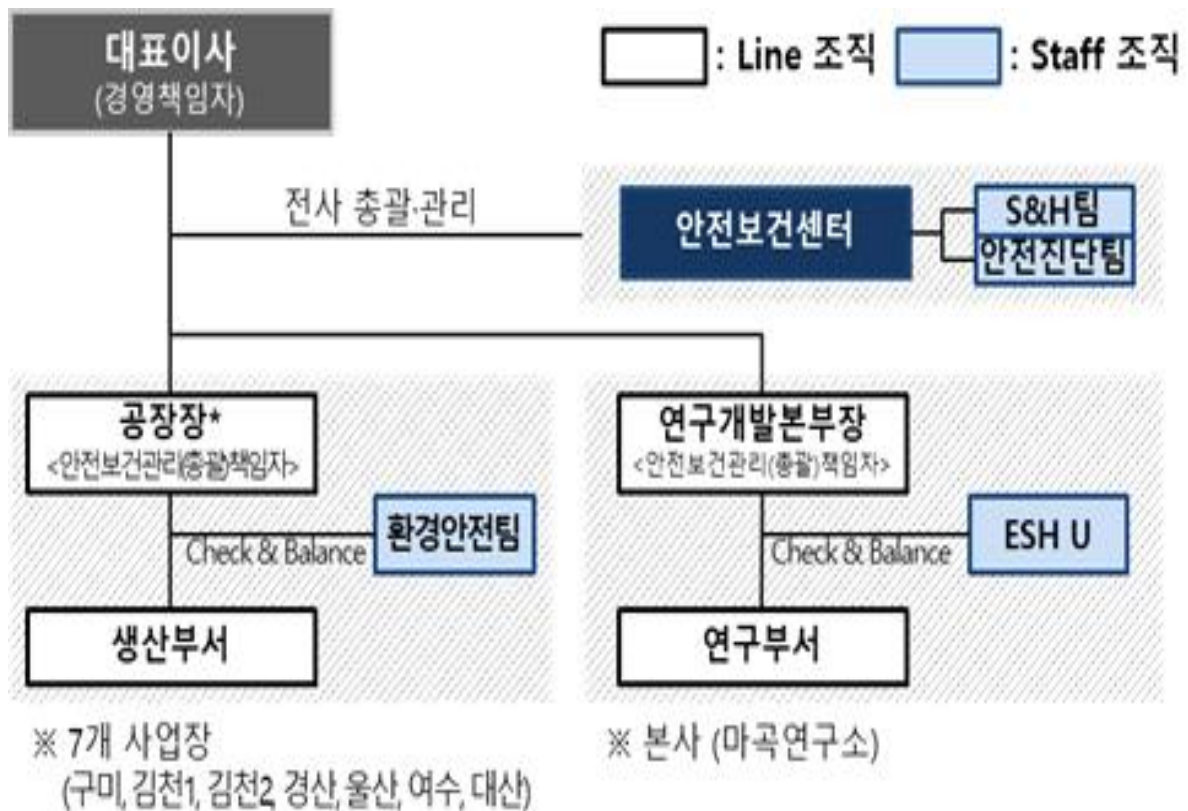 대표이사
(경영책임자)
: Line 조직
: Staff 조직
전사 총괄·관리
안전보건센터
S&H팀
안전진단팀
공장장*
<안전보건관리(총괄)책임자>
Check & Balance
환경안전팀
생산부서
※ 7개 사업장
(구미, 김천1, 김천2, 경산, 울산, 여수, 대산)
연구개발본부장
<안전보건관리(총괄)책임자>
Check & Balance
ESH U
연구부서
※ 본사 (마곡연구소)